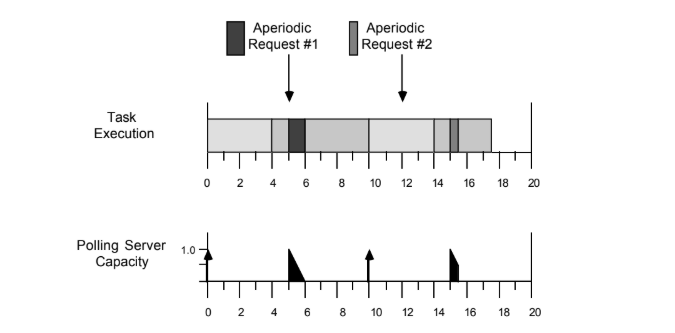 Aperiodic
Request #1
Aperiodic
Request #2
Task
Execution
0 2 4 6 8 10 12 14 16 18 20
Polling Server
Capacity
1.0
0 2 4 6 8 10 12 14 16 18 20